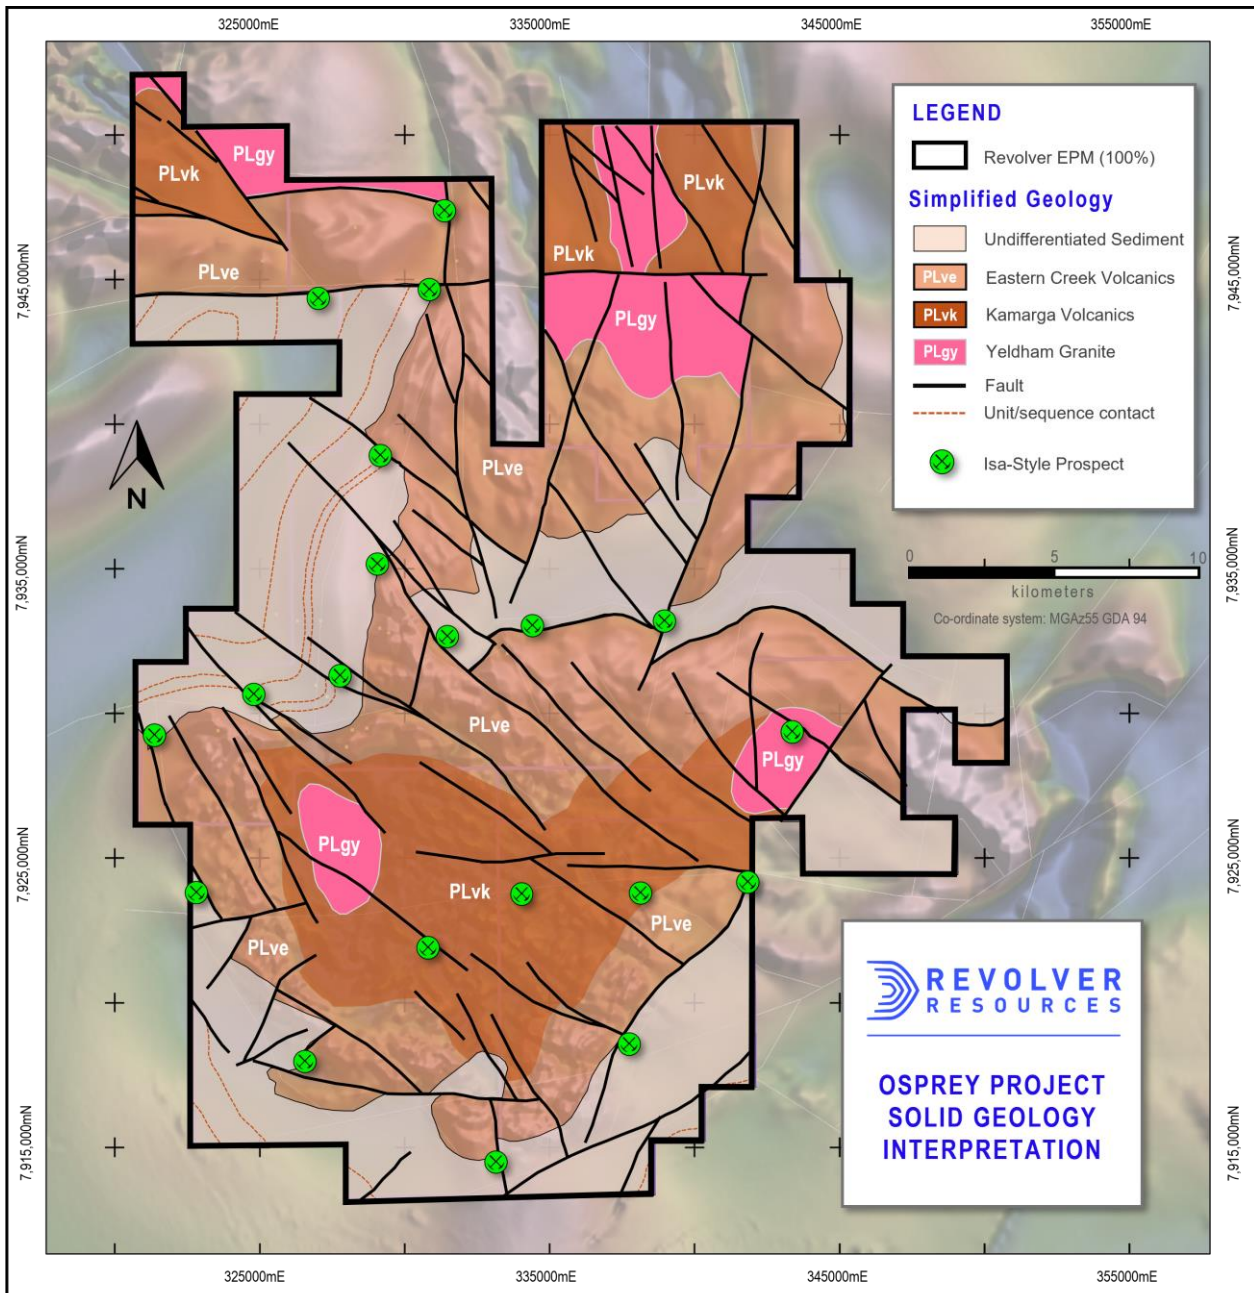 325000mE
335000mE
345000mE
355000mE
LEGEND
Revolver EPM (100%)
Simplified Geology
Undifferentiated Sediment
PLve Eastern Creek Volcanics
PLvk Kamarga Volcanics
PLgy Yeldham Granite
Fault
Unit/sequence contact
Isa-Style Prospect
PLgy
PLvk
PLvk
PLvk
PLve
PLgy
7,945,000mN
7,945,000mN
N
PLve
0 5 10
kilometers
Co-ordinate system: MGAz55 GDA 94
7,935,000mN
7,935,000mN
PLve
PLgy
PLgy
PLvk
PLve
PLve
7,925,000mN
7,925,000mN
REVOLVER
RESOURCES
OSPREY PROJECT
SOLID GEOLOGY
INTERPRETATION
7,915,000mN
7,915,000mN
325000mE
335000mE
345000mE
355000mE